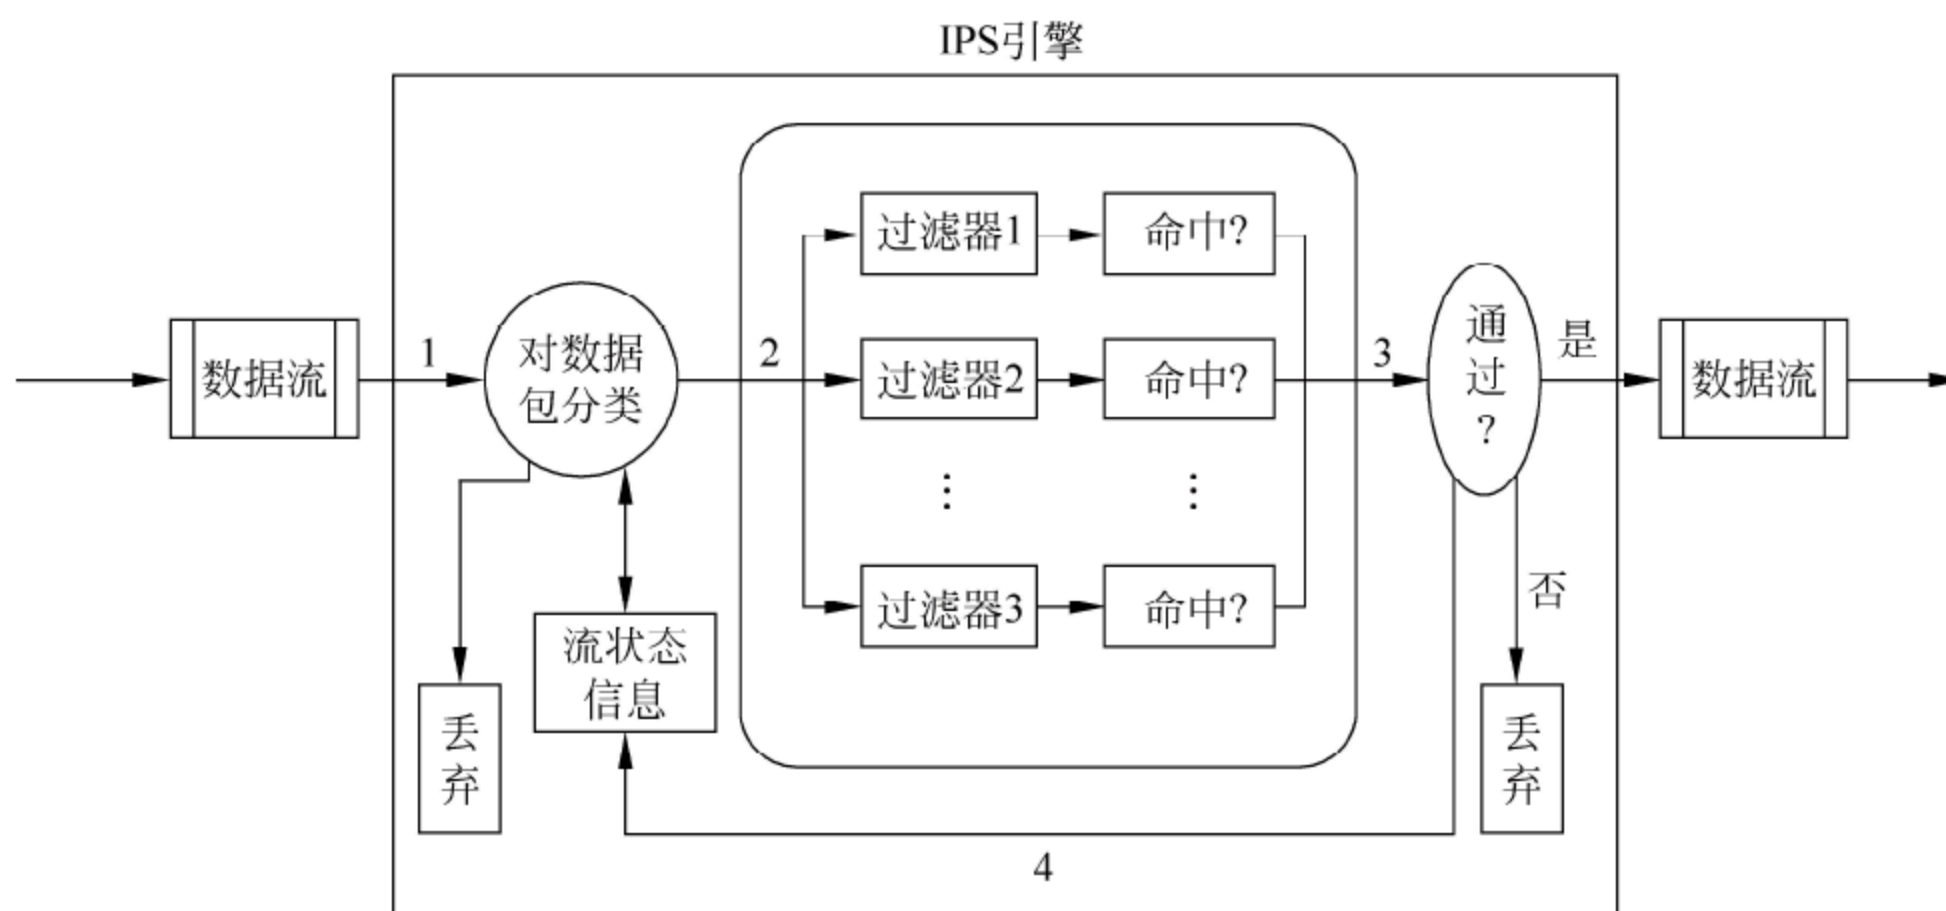 IPS引擎
数据流
1
对数据
包分类
2
过滤器1
命中?
过滤器2
命中?
⋮
⋮
过滤器3
命中?
3
通
过
?
是
数据流
否
丢
弃
流状态
信息
丢
弃
4